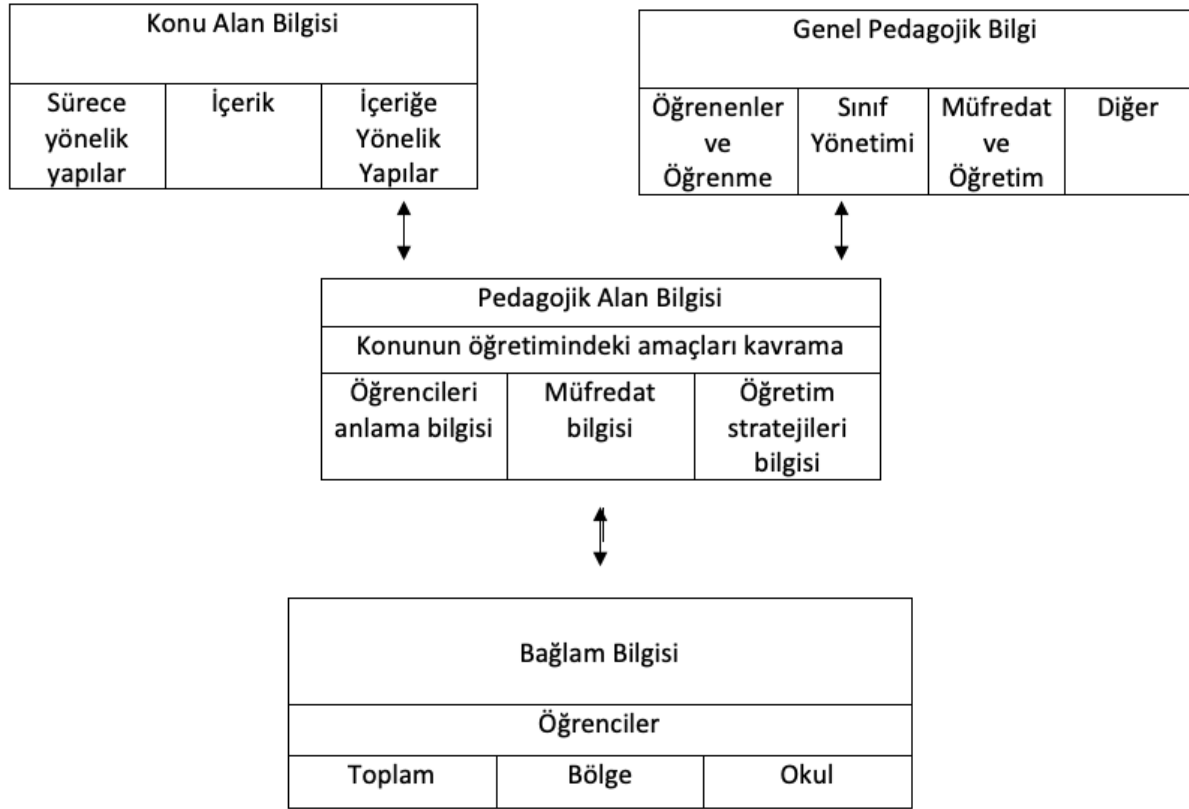 Konu Alan Bilgisi
Sürece
yönelik
yapılar
İçerik
İçeriğe
Yönelik
Yapılar
Genel Pedagojik Bilgi
Öğrenenler
ve
Öğrenme
Sınıf
Yönetimi
Müfredat
ve
Öğretim
Diğer
Pedagojik Alan Bilgisi
Konunun öğretimindeki amaçları kavrama
Öğrencileri
anlama bilgisi
Müfredat
bilgisi
Öğretim
stratejileri
bilgisi
Bağlam Bilgisi
Öğrenciler
Toplam
Bölge
Okul